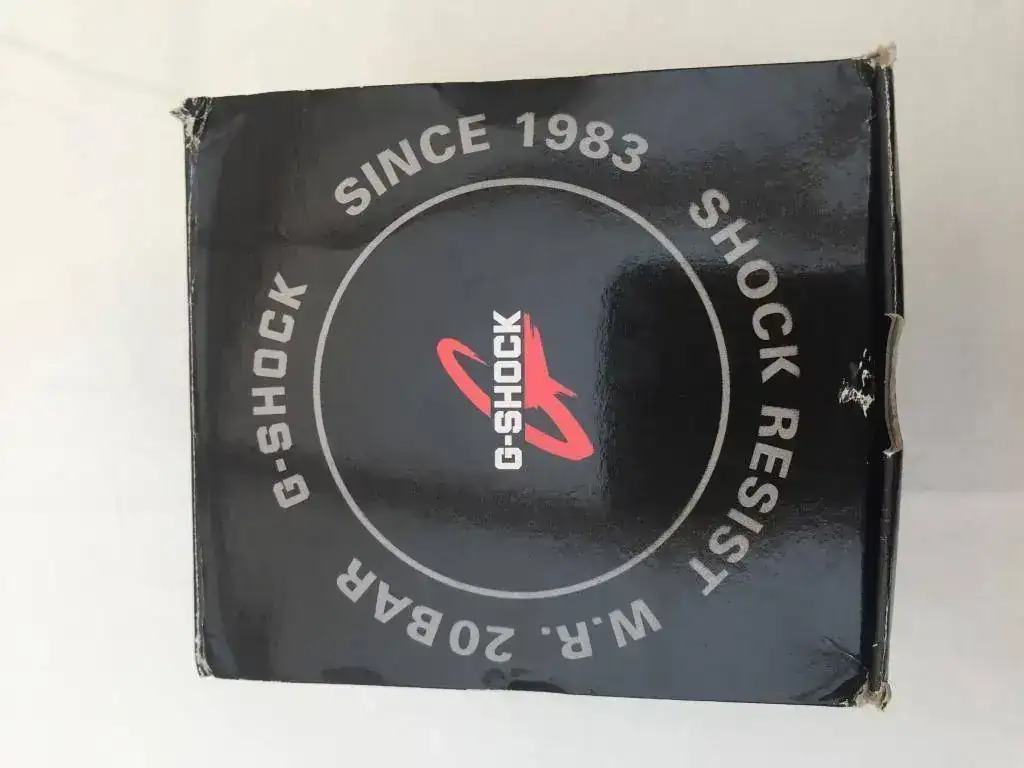 G-SHOCK
SINCE 1983
SHOCK RESIST
W.R. 20BAR
G-SHOCK